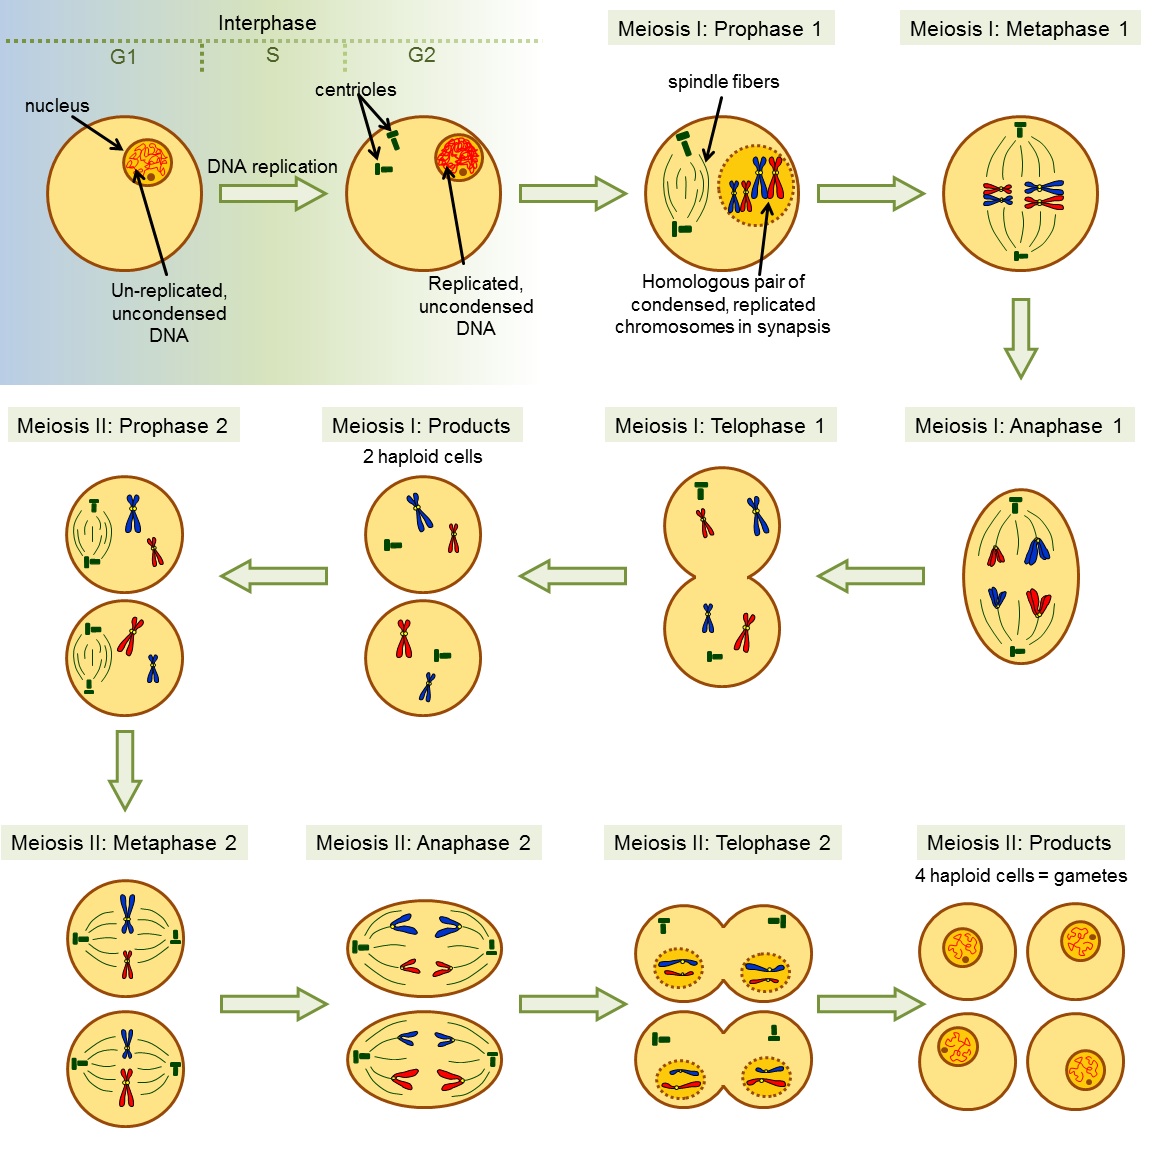 Interphase
G1
S
G2
nucleus
DNA replication
centrioles
Un-replicated,
uncondensed
DNA
Replicated,
uncondensed
DNA
Meiosis I: Prophase 1
spindle fibers
Homologous pair of
condensed, replicated
chromosomes in synapsis
Meiosis I: Metaphase 1
Meiosis II: Prophase 2
Meiosis I: Products
2 haploid cells
Meiosis I: Telophase 1
Meiosis I: Anaphase 1
Meiosis II: Metaphase 2
Meiosis II: Anaphase 2
Meiosis II: Telophase 2
Meiosis II: Products
4 haploid cells = gametes